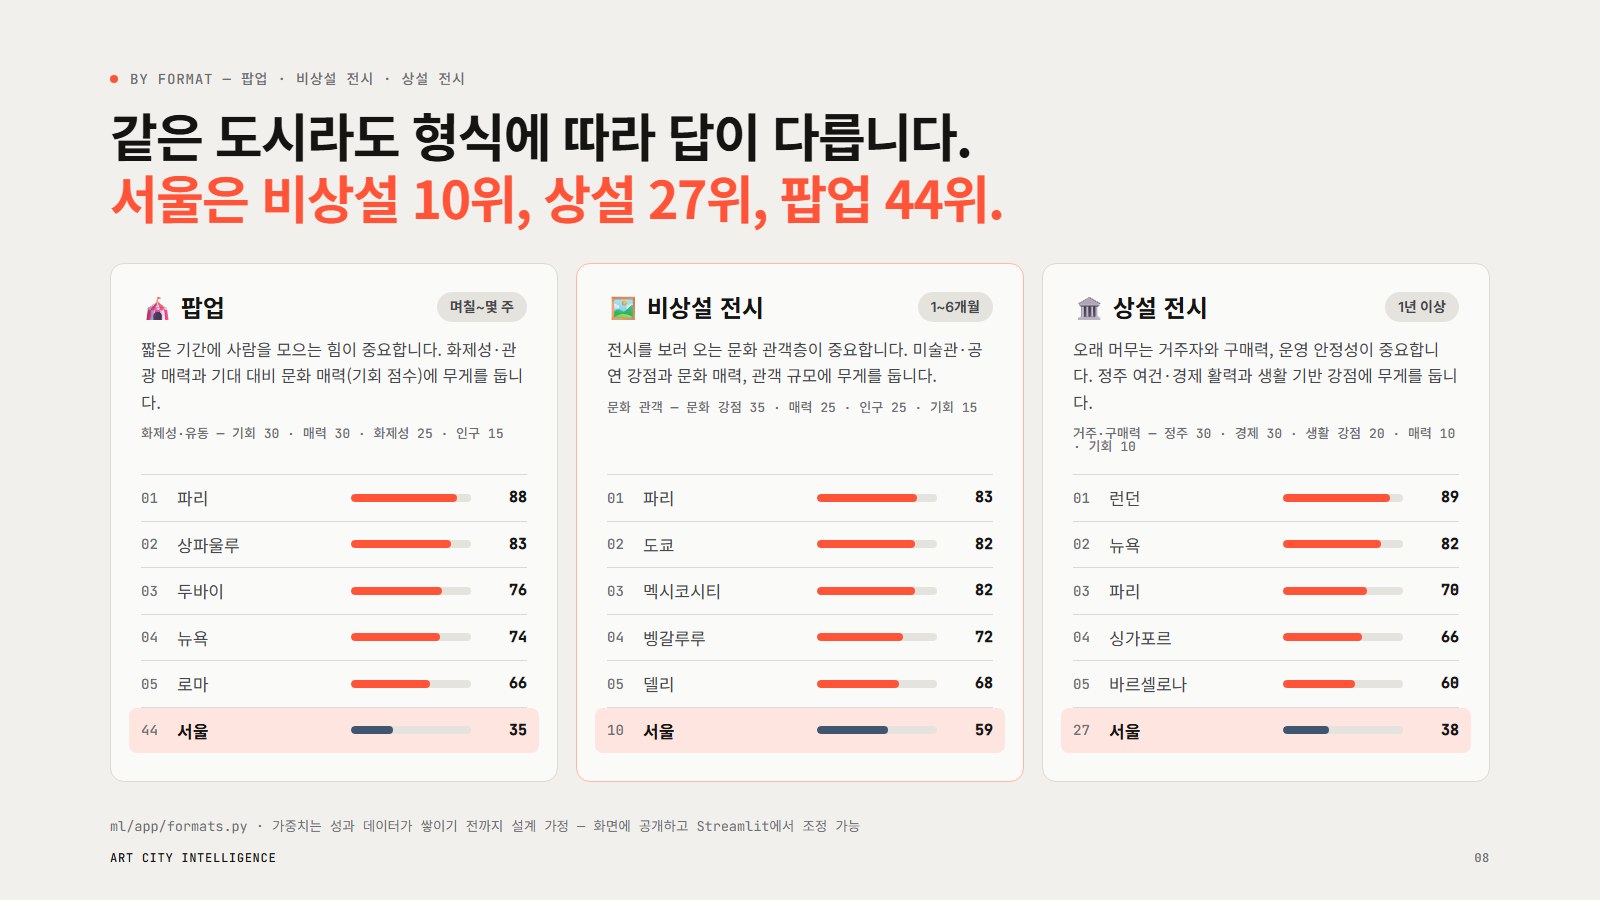 BY FORMAT — 팝업 · 비상설 전시 · 상설 전시
같은 도시라도 형식에 따라 답이 다릅니다.
서울은 비상설 10위, 상설 27위, 팝업 44위.
팝업
며칠~몇 주
짧은 기간에 사람을 모으는 힘이 중요합니다. 화제성·관
광 매력과 기대 대비 문화 매력(기회 점수)에 무게를 둡니
다.
화제성·유동 — 기회 30 · 매력 30 · 화제성 25 · 인구 15
01 파리 88
02 상파울루 83
03 두바이 76
04 뉴욕 74
05 로마 66
44 서울 35
비상설 전시
1~6개월
전시를 보러 오는 문화 관객층이 중요합니다. 미술관·공
연 강점과 문화 매력, 관객 규모에 무게를 둡니다.
문화 관객 — 문화 강점 35 · 매력 25 · 인구 25 · 기회 15
01 파리 83
02 도쿄 82
03 멕시코시티 82
04 벵갈루루 72
05 델리 68
10 서울 59
상설 전시
1년 이상
오래 머무는 거주자와 구매력, 운영 안정성이 중요합니
다. 정주 여건·경제 활력과 생활 기반 강점에 무게를 둡니
다.
거주·구매력 — 정주 30 · 경제 30 · 생활 강점 20 · 매력 10
· 기회 10
01 런던 89
02 뉴욕 82
03 파리 70
04 싱가포르 66
05 바르셀로나 60
27 서울 38
ml/app/formats.py · 가중치는 성과 데이터가 쌓이기 전까지 설계 가정 — 화면에 공개하고 Streamlit에서 조정 가능
ART CITY INTELLIGENCE
08